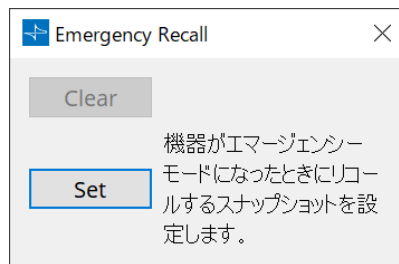 Emergency Recall
Clear
機器がエマージェンシー
モードになったときにリコー
ルするスナップショットを設
定します。
Set